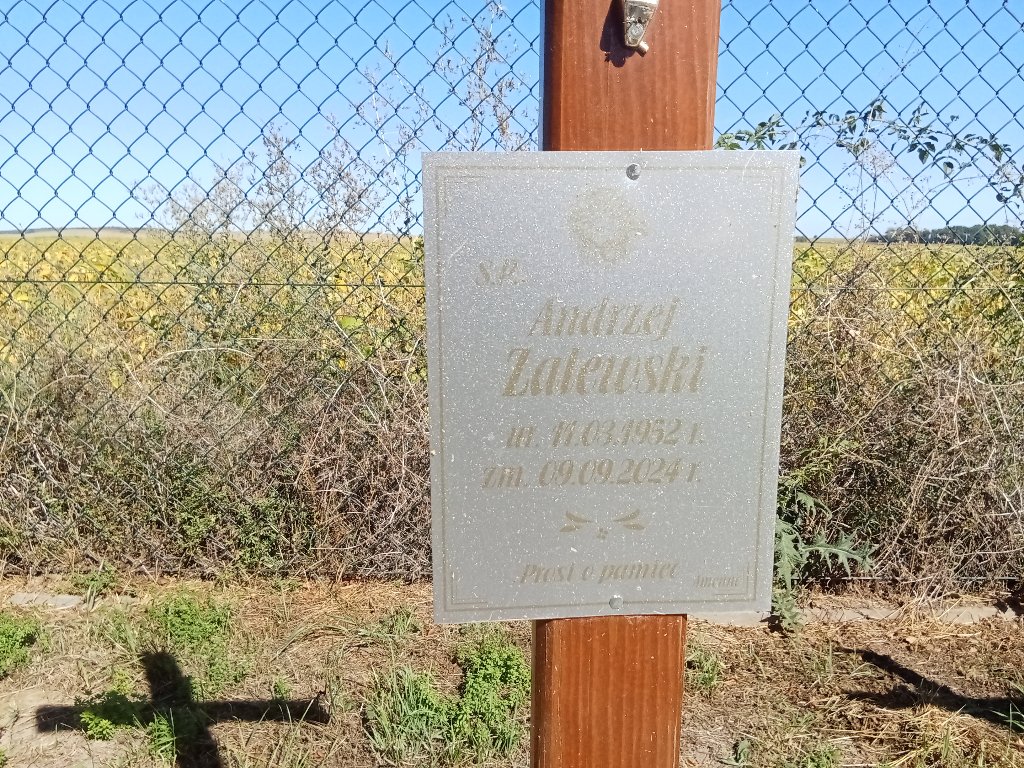 Ś.P.
Andrzej
Zalewski
ur. 11.03.1952 r.
zm. 09.09.2024 r.
Prosi o pamięć